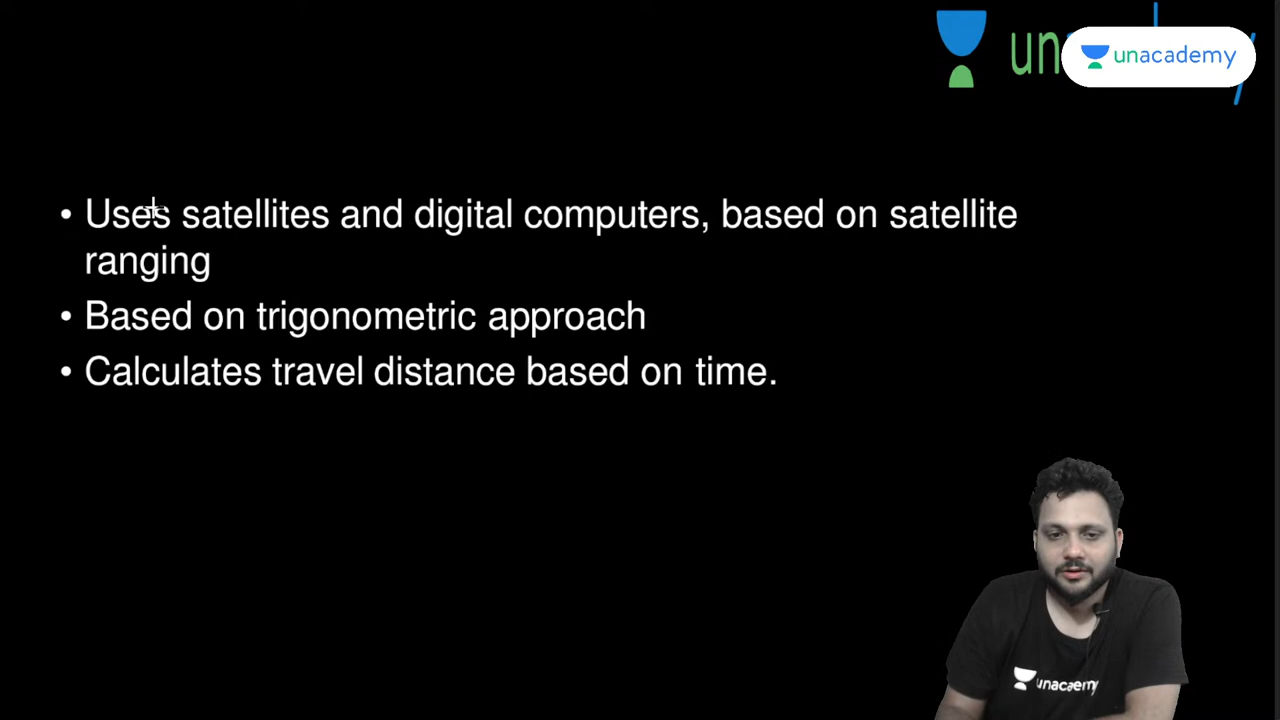 unacademy
• Uses satellites and digital computers, based on satellite
ranging
• Based on trigonometric approach
• Calculates travel distance based on time.
unacademy